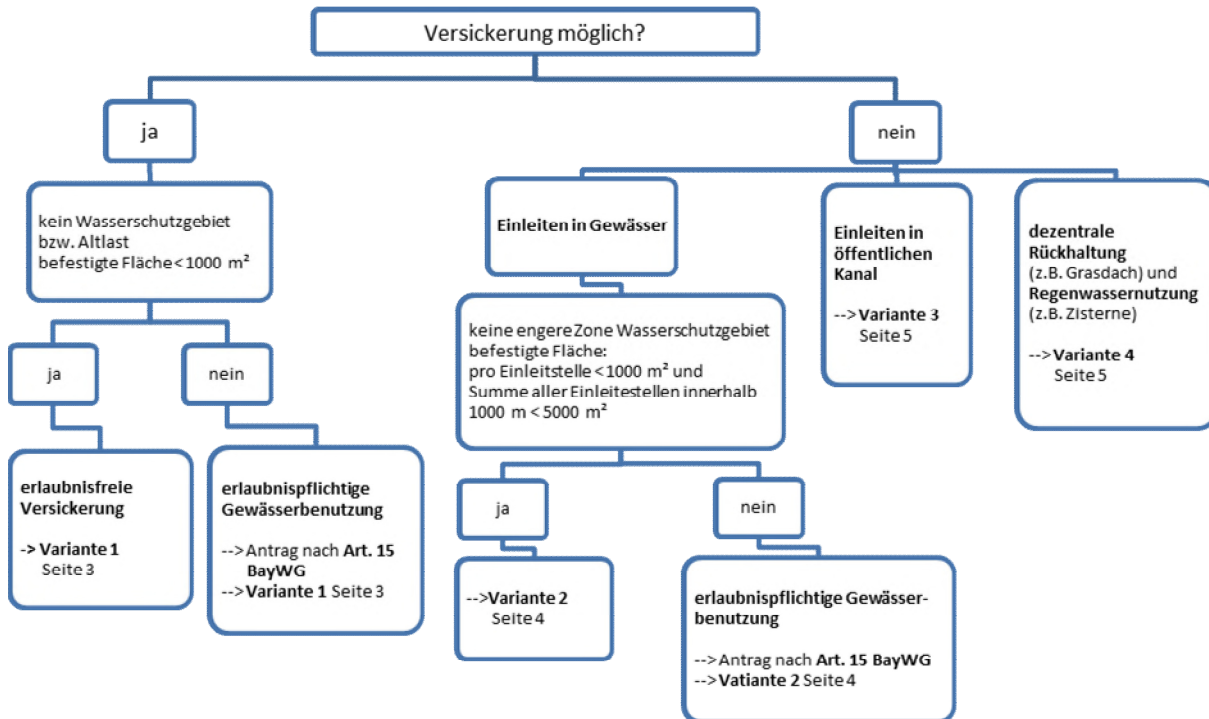 Versickerung möglich?
ja
nein
kein Wasserschutzgebiet
bzw. Altlast
befestigte Fläche < 1000 m²
ja
nein
erlaubnisfreie
Versickerung
-> Variante 1
Seite 3
erlaubnispflichtige
Gewässerbenutzung
--> Antrag nach Art. 15
BayWG
--> Variante 1 Seite 3
Einleiten in Gewässer
keine engere Zone Wasserschutzgebiet
befestigte Fläche:
pro Einleitstelle < 1000 m² und
Summe aller Einleitestellen innerhalb
1000 m < 5000 m²
ja
nein
--> Variante 2
Seite 4
erlaubnispflichtige Gewässer-
benutzung
--> Antrag nach Art. 15 BayWG
--> Vatiante 2 Seite 4
Einleiten in
öffentlichen
Kanal
--> Variante 3
Seite 5
dezentrale
Rückhaltung
(z.B. Grasdach) und
Regenwassernutzung
(z.B. Zisterne)
--> Variante 4
Seite 5